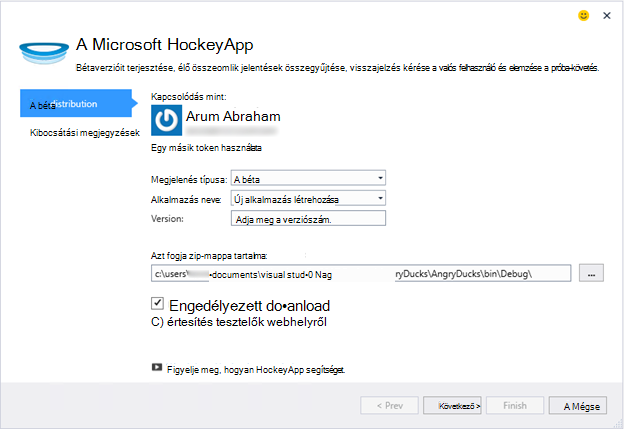 A Microsoft HockeyApp
Bétaverzióit terjesztése, élő összeomlik jelentések összegyűjtése, visszajelzés kérése a valós felhasználó és elemzése a próba-követés.
A béta distribution
Kibocsátási megjegyzések
Kapcsolódás mint:
Arum Abraham
Egy másik token használata
Megjelenés típusa: A béta
Alkalmazás neve: Új alkalmazás létrehozása
Version: Adja meg a verziószám.
Azt fogja zip-mappa tartalma:
c:\users\ •documents\visual stud•0 Nag ryDucks\AngryDucks\bin\Debug\ ...
Engedélyezett do•anload
C) értesítés tesztelők webhelyről
Figyelje meg, hogyan HockeyApp segítséget.
< Prev Következő > Finish A Mégse